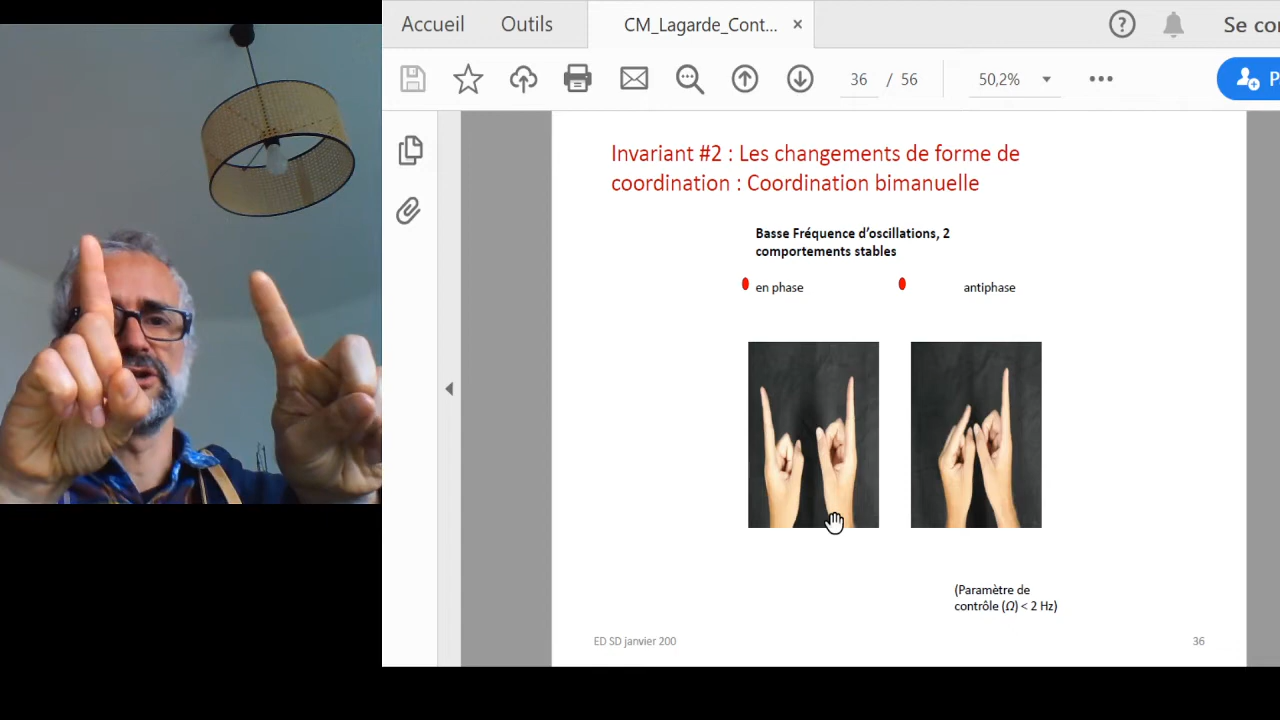 Accueil
Outils
CM_Lagarde_Cont...
×
?
Se con
36 / 56
50,2%
P
Invariant #2 : Les changements de forme de
coordination : Coordination bimanuelle
Basse Fréquence d’oscillations, 2
comportements stables
en phase
antiphase
(Paramètre de
contrôle (Ω) < 2 Hz)
ED SD janvier 200
36